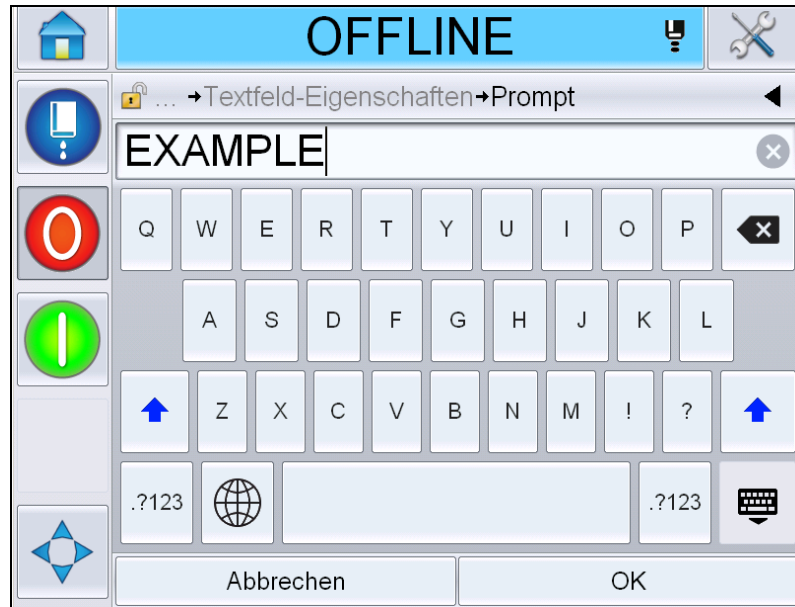 OFFLINE
... →Textfeld-Eigenschaften→Prompt
EXAMPLE
Q W E R T Y U I O P
A S D F G H J K L
Z X C V B N M ! ?
.?123 .?123
Abbrechen OK